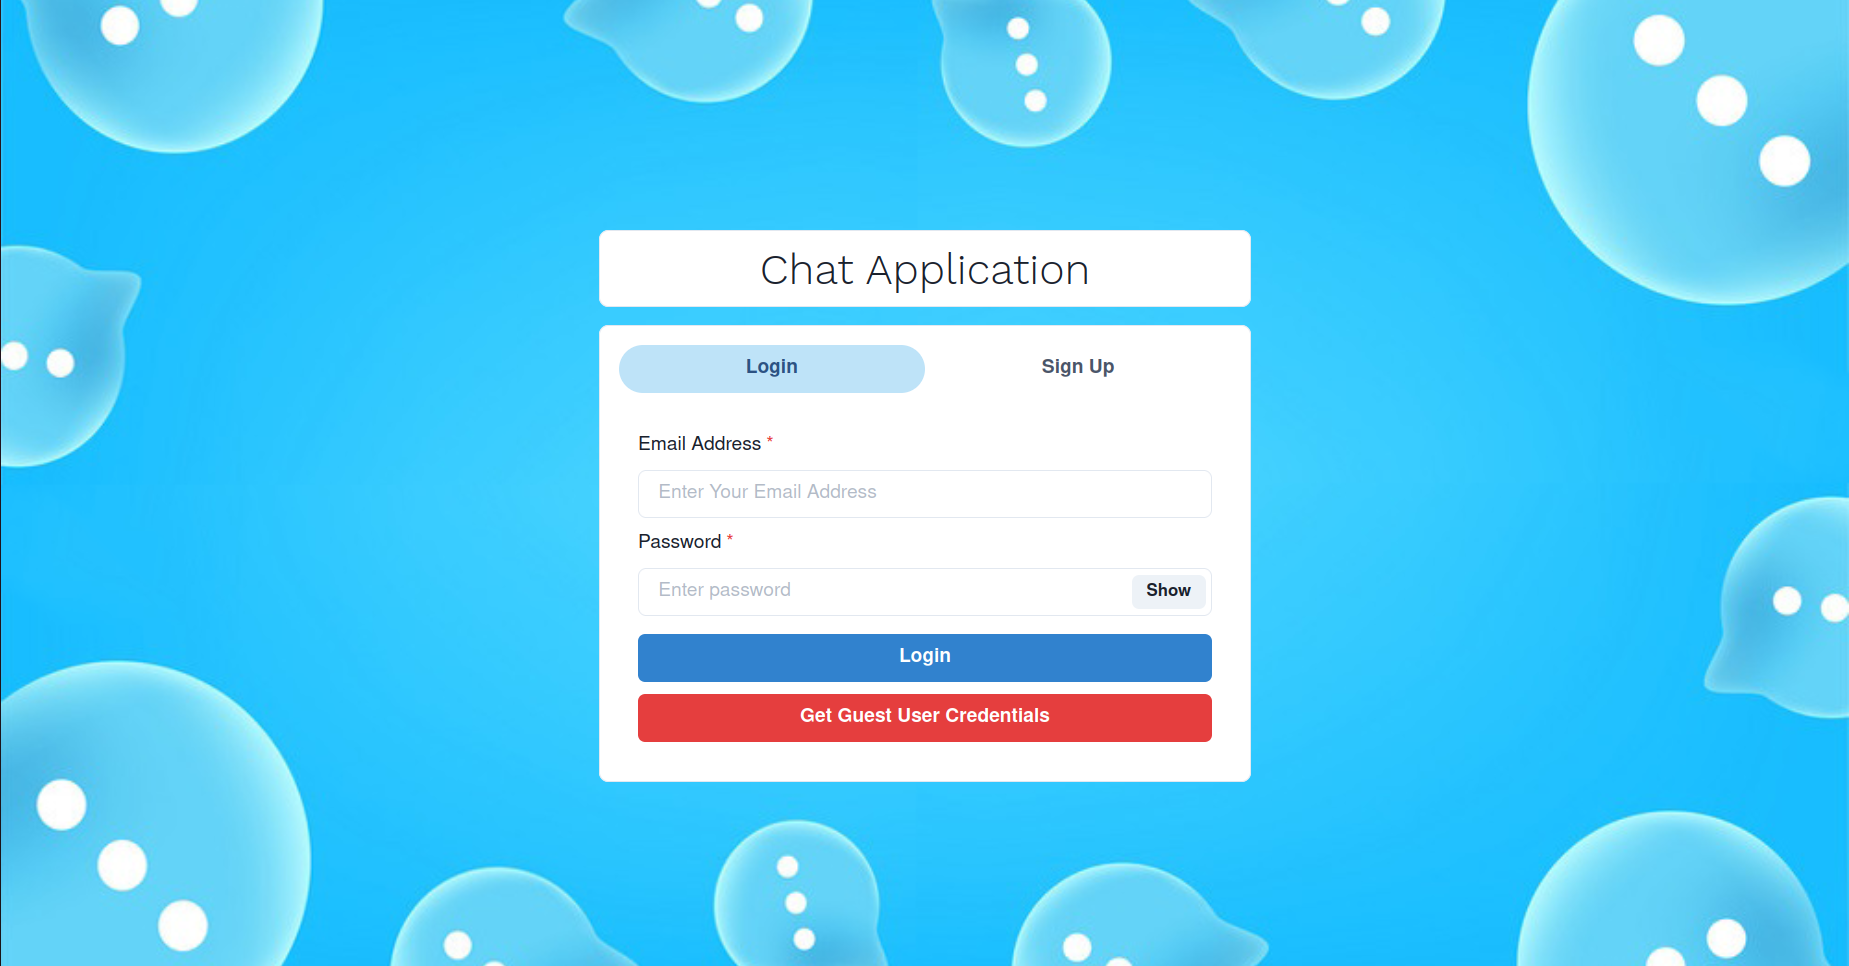 Chat Application
Login
Sign Up
Email Address *
Enter Your Email Address
Password *
Enter password
Show
Login
Get Guest User Credentials